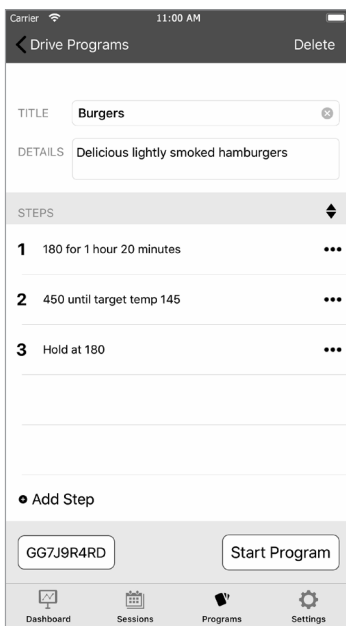 Carrier 11:00 AM
Drive Programs Delete
TITLE Burgers
DETAILS Delicious lightly smoked hamburgers
STEPS
1 180 for 1 hour 20 minutes •••
2 450 until target temp 145 •••
3 Hold at 180 •••
Add Step
GG7J9R4RD Start Program
Dashboard Sessions Programs Settings